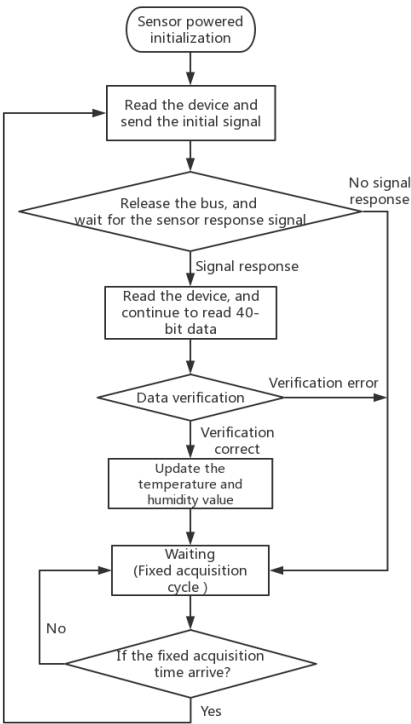 Sensor powered
initialization
Read the device and
send the initial signal
No signal
response
Release the bus, and
wait for the sensor response signal
Signal response
Read the device, and
continue to read 40-
bit data
Verification error
Data verification
Verification
correct
Update the
temperature and
humidity value
Waiting
(Fixed acquisition
cycle )
No
If the fixed acquisition
time arrive?
Yes